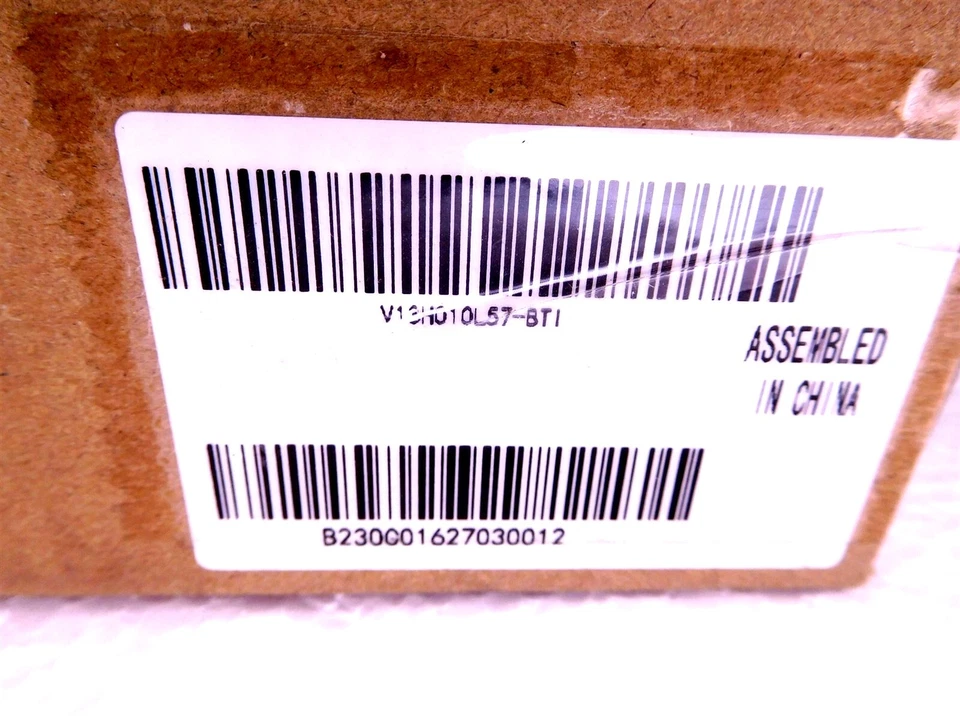 V13H010L57-BTI
ASSEMBLED
IN CHINA
B230G01627030012